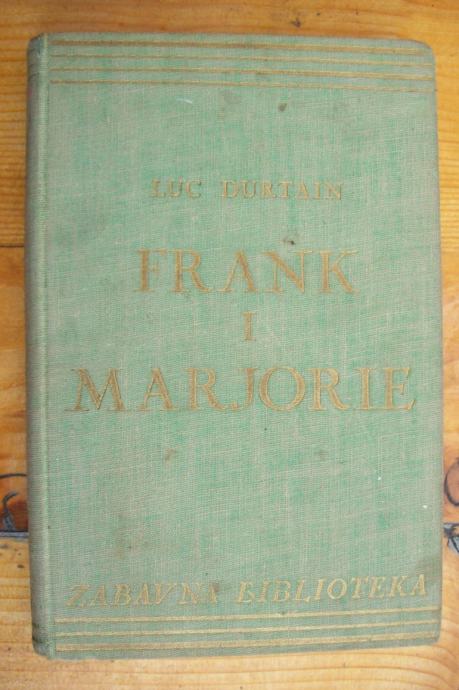 LUC DURTAIN
FRANK
I
MARJORIE
ZABAVNA BIBLIOTEKA